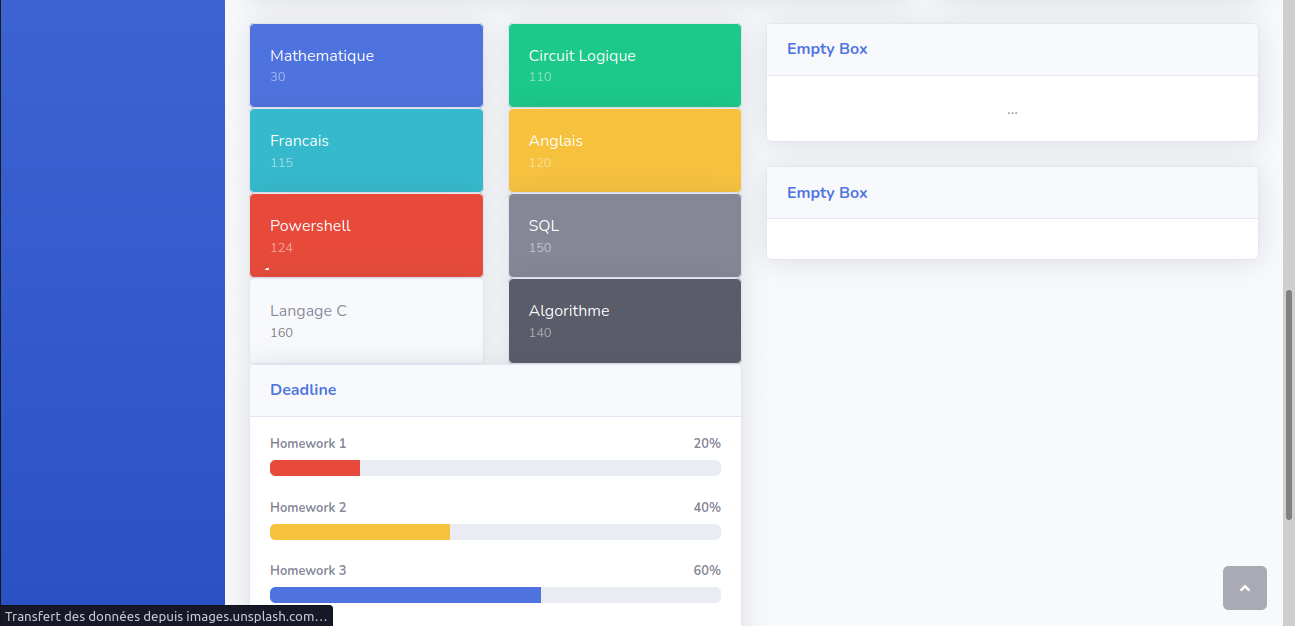 Mathematique
30
Circuit Logique
110
Francais
115
Anglais
120
Powershell
124
SQL
150
Langage C
160
Algorithme
140
Deadline
Homework 1 20%
Homework 2 40%
Homework 3 60%
Empty Box
...
Empty Box
Transfert des données depuis images.unsplash.com...